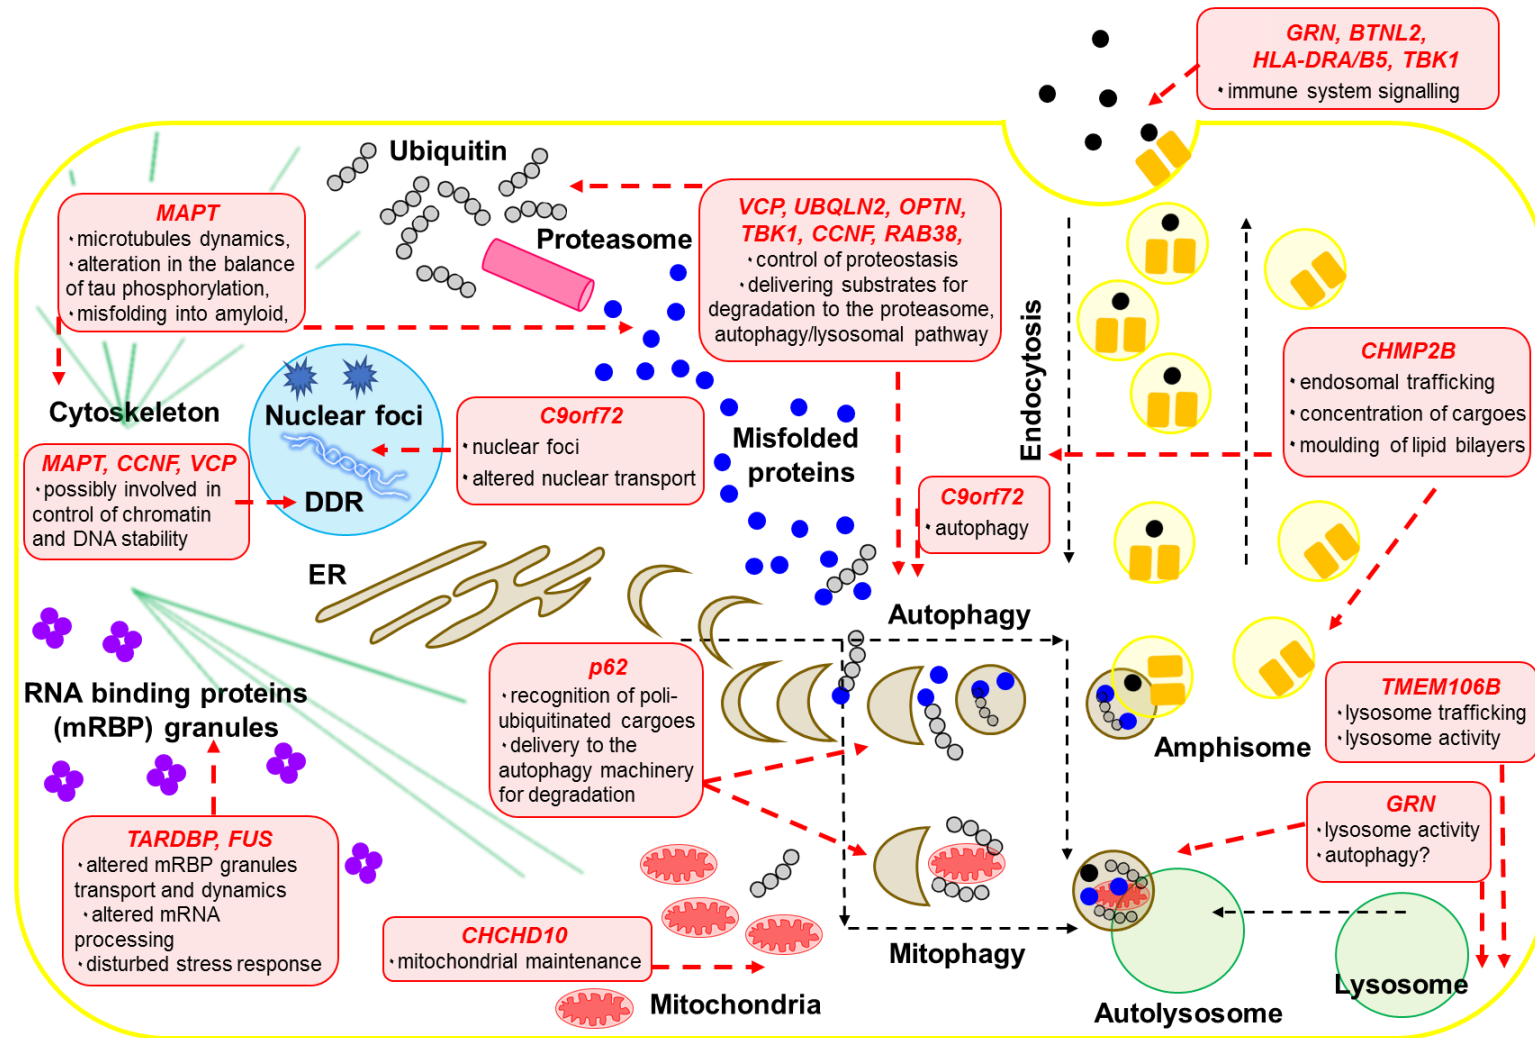 GRN, BTNL2,
HLA-DRA/B5, TBK1
• immune system signalling
Ubiquitin
Proteasome
MAPT
• microtubules dynamics,
• alteration in the balance
of tau phosphorylation,
• misfolding into amyloid,
VCP, UBQLN2, OPTN,
TBK1, CCNF, RAB38,
• control of proteostasis
• delivering substrates for
degradation to the proteasome,
autophagy/lysosomal pathway
Endocytosis
CHMP2B
• endosomal trafficking
• concentration of cargoes
• moulding of lipid bilayers
Cytoskeleton
Nuclear foci
DDR
C9orf72
• nuclear foci
• altered nuclear transport
Misfolded
proteins
MAPT, CCNF, VCP
• possibly involved in
control of chromatin
and DNA stability
C9orf72
• autophagy
ER
Autophagy
RNA binding proteins
(mRBP) granules
p62
• recognition of poli-
ubiquitinated cargoes
• delivery to the
autophagy machinery
for degradation
Amphisome
TMEM106B
• lysosome trafficking
• lysosome activity
GRN
• lysosome activity
• autophagy?
TARDBP, FUS
• altered mRBP granules
transport and dynamics
• altered mRNA
processing
• disturbed stress response
CHCHD10
• mitochondrial maintenance
Mitochondria
Mitophagy
Autolysosome
Lysosome